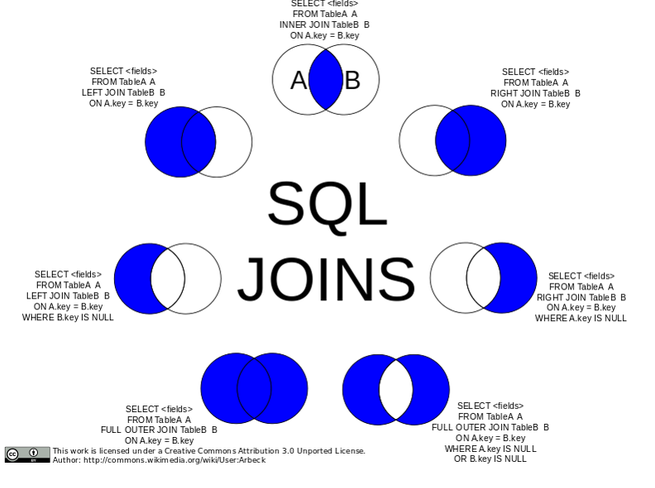 SELECT <fields>
FROM TableA A
INNER JOIN TableB B
ON A.key = B.key
A B
SELECT <fields>
FROM TableA A
LEFT JOIN TableB B
ON A.key = B.key
SELECT <fields>
FROM TableA A
RIGHT JOIN TableB B
ON A.key = B.key
SQL
JOINS
SELECT <fields>
FROM TableA A
LEFT JOIN TableB B
ON A.key = B.key
WHERE B.key IS NULL
SELECT <fields>
FROM TableA A
RIGHT JOIN TableB B
ON A.key = B.key
WHERE A.key IS NULL
SELECT <fields>
FROM TableA A
FULL OUTER JOIN TableB B
ON A.key = B.key
SELECT <fields>
FROM TableA A
FULL OUTER JOIN TableB B
ON A.key = B.key
WHERE A.key IS NULL
OR B.key IS NULL
cc BY
This work is licensed under a Creative Commons Attribution 3.0 Unported License.
Author: http://commons.wikimedia.org/wiki/User:Arbeck